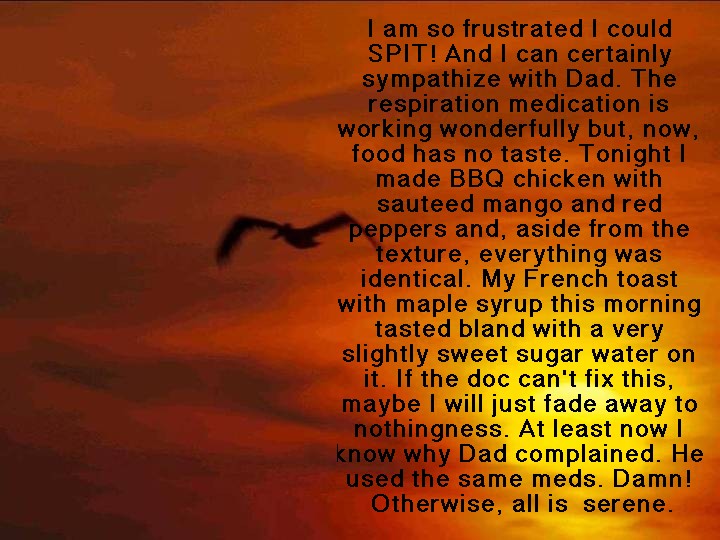 I am so frustrated I could
SPIT! And I can certainly
sympathize with Dad. The
respiration medication is
working wonderfully but, now,
food has no taste. Tonight I
made BBQ chicken with
sauteed mango and red
peppers and, aside from the
texture, everything was
identical. My French toast
with maple syrup this morning
tasted bland with a very
slightly sweet sugar water on
it. If the doc can't fix this,
maybe I will just fade away to
nothingness. At least now I
know why Dad complained. He
used the same meds. Damn!
Otherwise, all is  serene.